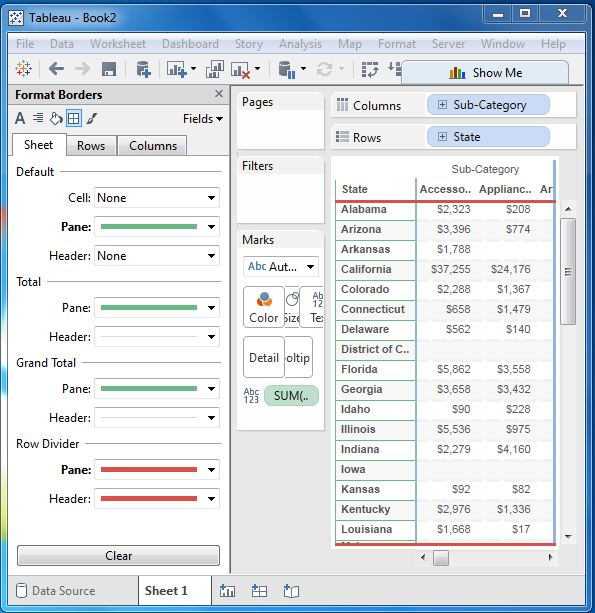 Tableau - Book2
File Data Worksheet Dashboard Story Analysis Map Format Server Window Help
Show Me
Format Borders
A Fields
Sheet Rows Columns
Default
Cell: None
Pane:
Header: None
Total
Pane:
Header:
Grand Total
Pane:
Header:
Row Divider
Pane:
Header:
Clear
Pages
Filters
Marks
Abc Aut...
Color Size Abc 123 Te
Detail oltip
Abc 123 SUM(..
Columns Sub-Category
Rows State
Sub-Category
State Accesso.. Applianc.. Ar
Alabama $2,323 $208
Arizona $3,396 $774
Arkansas $1,788
California $37,255 $24,176
Colorado $2,288 $1,367
Connecticut $658 $1,479
Delaware $562 $140
District of C..
Florida $5,862 $3,558
Georgia $3,658 $3,432
Idaho $90 $228
Illinois $5,536 $975
Indiana $2,279 $4,160
Iowa
Kansas $92 $82
Kentucky $2,976 $1,336
Louisiana $1,668 $17
Data Source Sheet 1